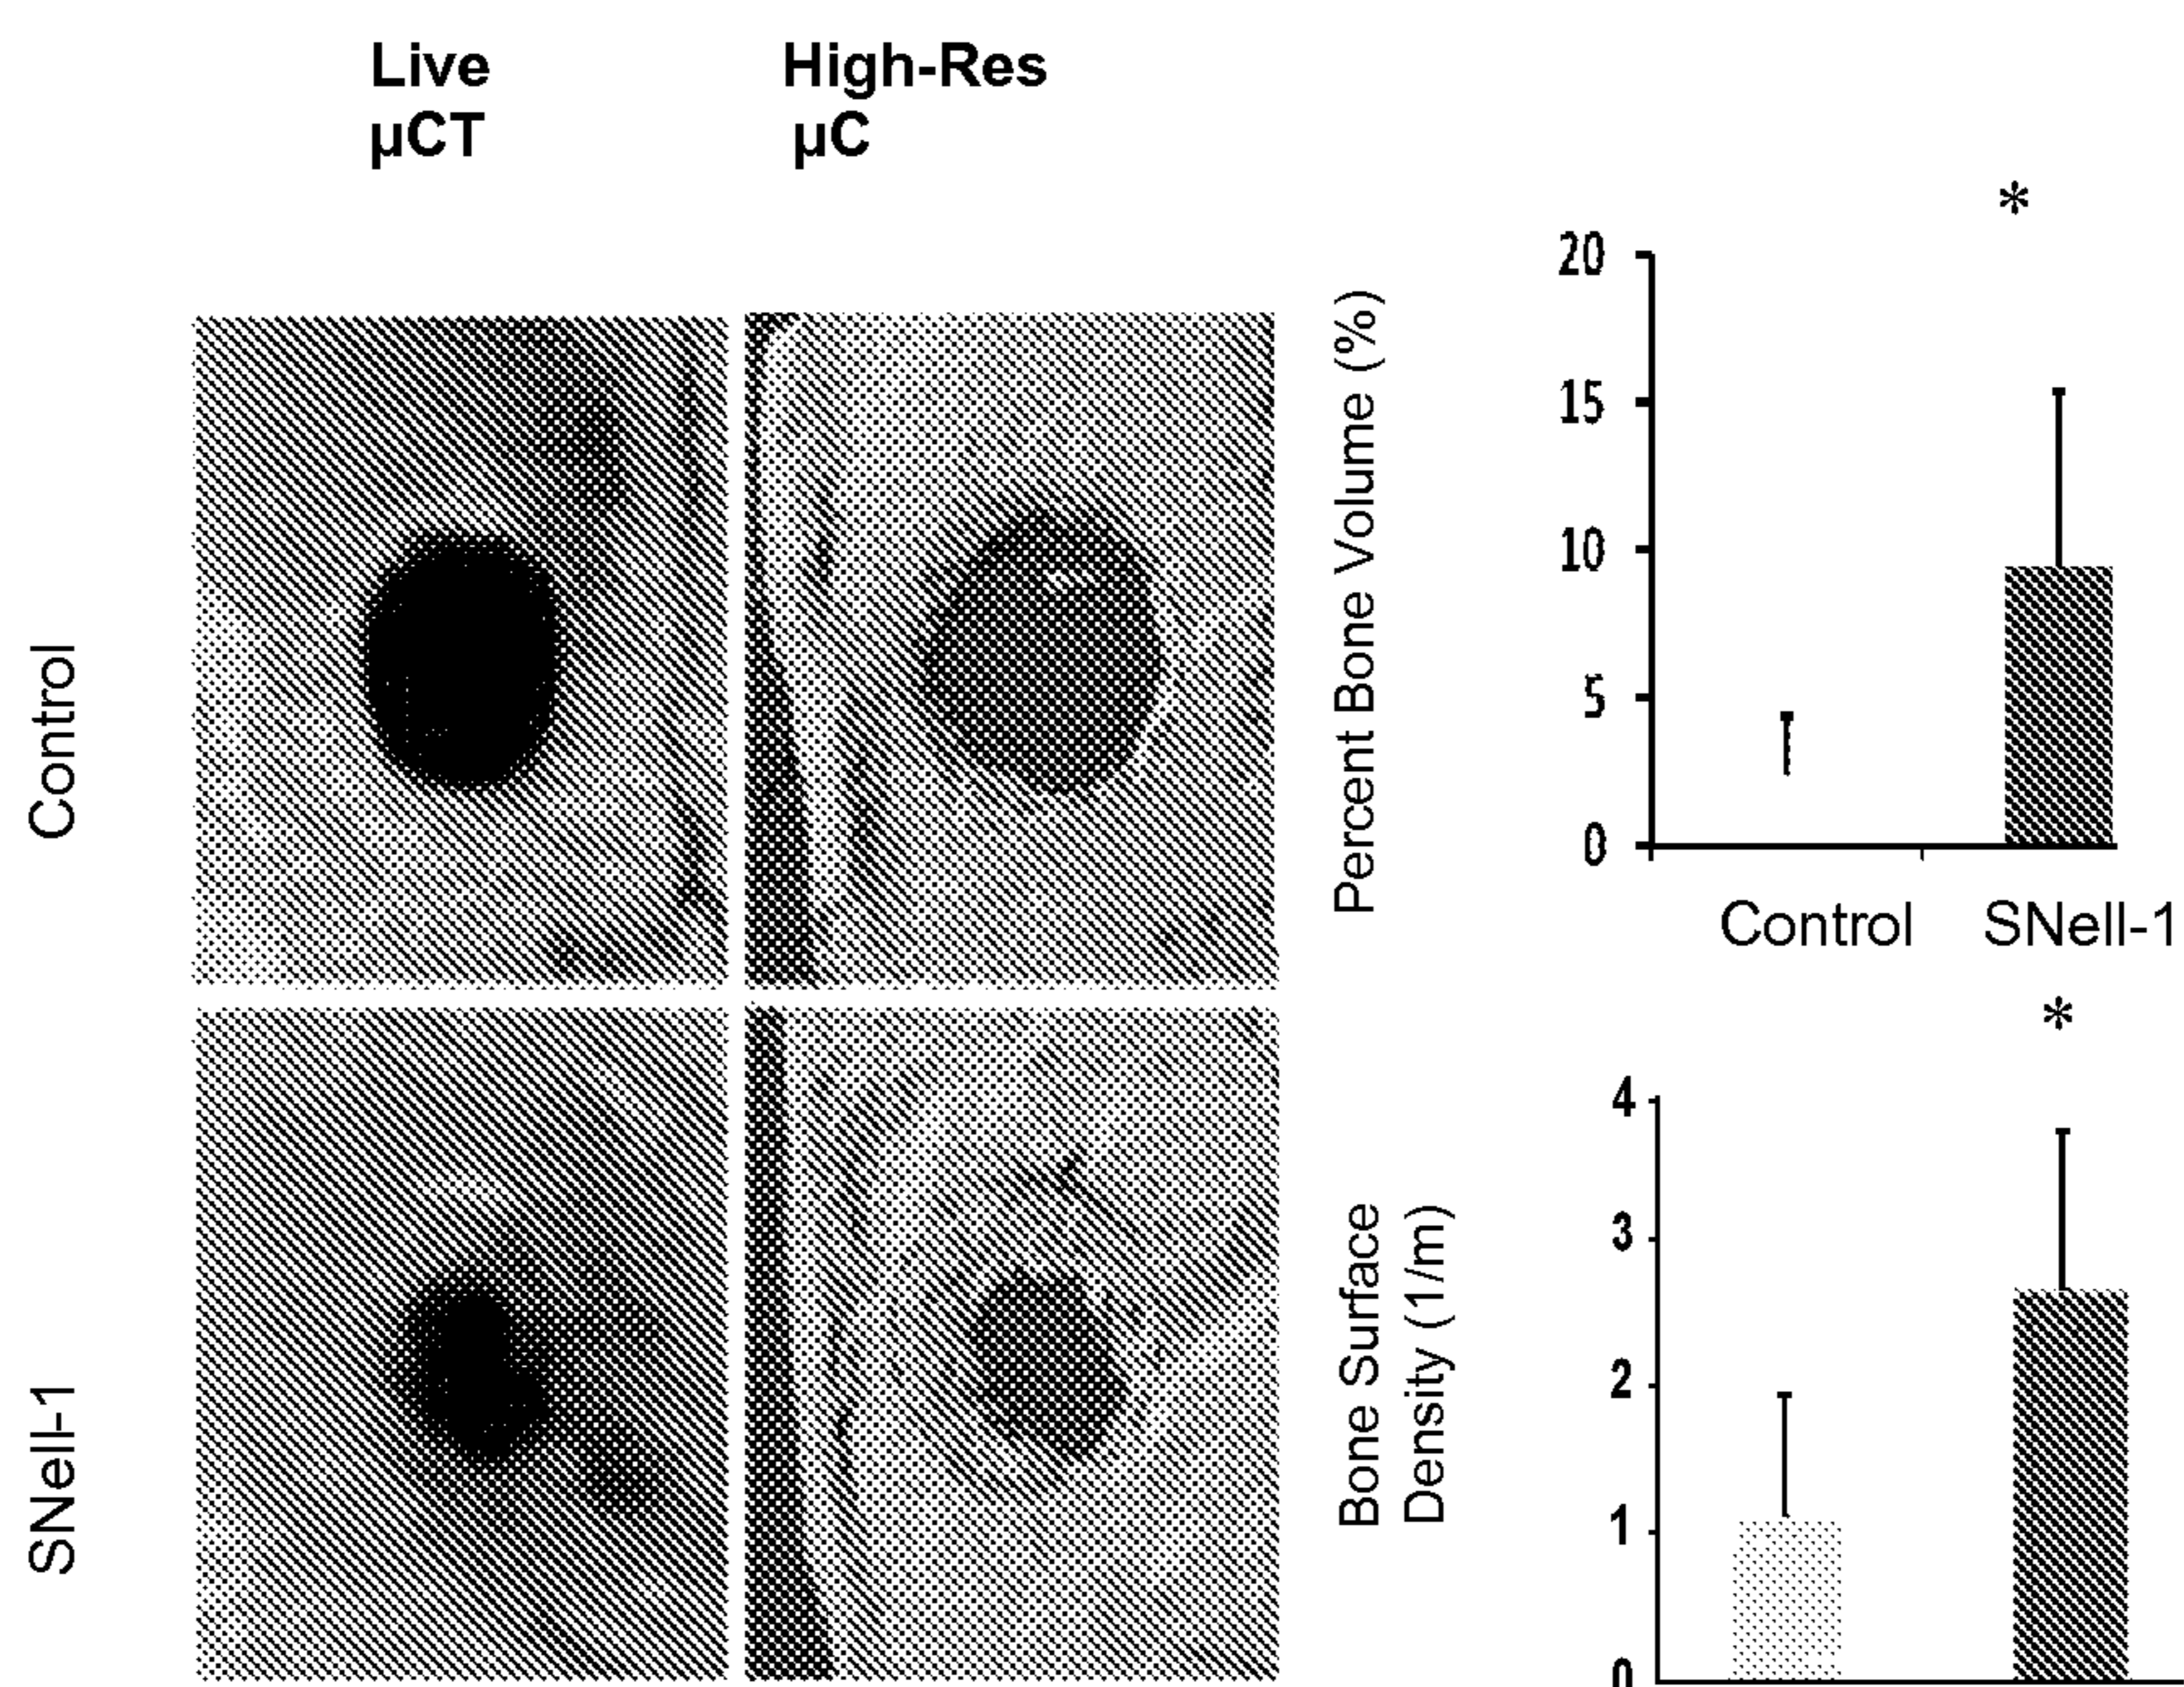 Live
µCT
High-Res
µC
Control
SNell-1
Percent Bone Volume (%)
*
20
15
10
5
0
Control
SNell-1
Bone Surface
Density (1/m)
*
4
3
2
1
0